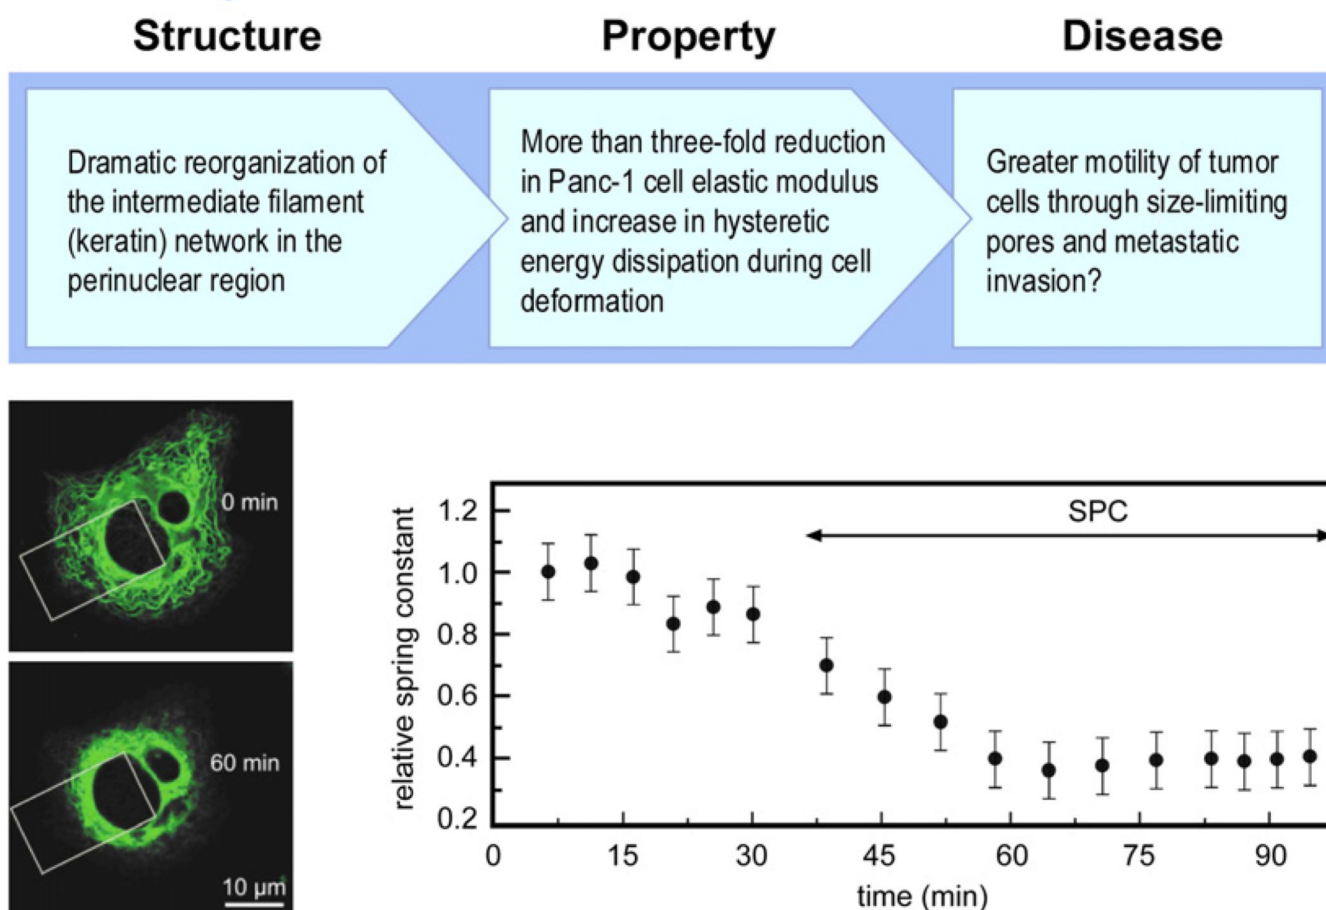 Structure
Property
Disease
Dramatic reorganization of
the intermediate filament
(keratin) network in the
perinuclear region
More than three-fold reduction
in Panc-1 cell elastic modulus
and increase in hysteretic
energy dissipation during cell
deformation
Greater motility of tumor
cells through size-limiting
pores and metastatic
invasion?
0 min
60 min
10 µm
relative spring constant
1.2
1.0
0.8
0.6
0.4
0.2
SPC
0
15
30
45
60
75
90
time (min)